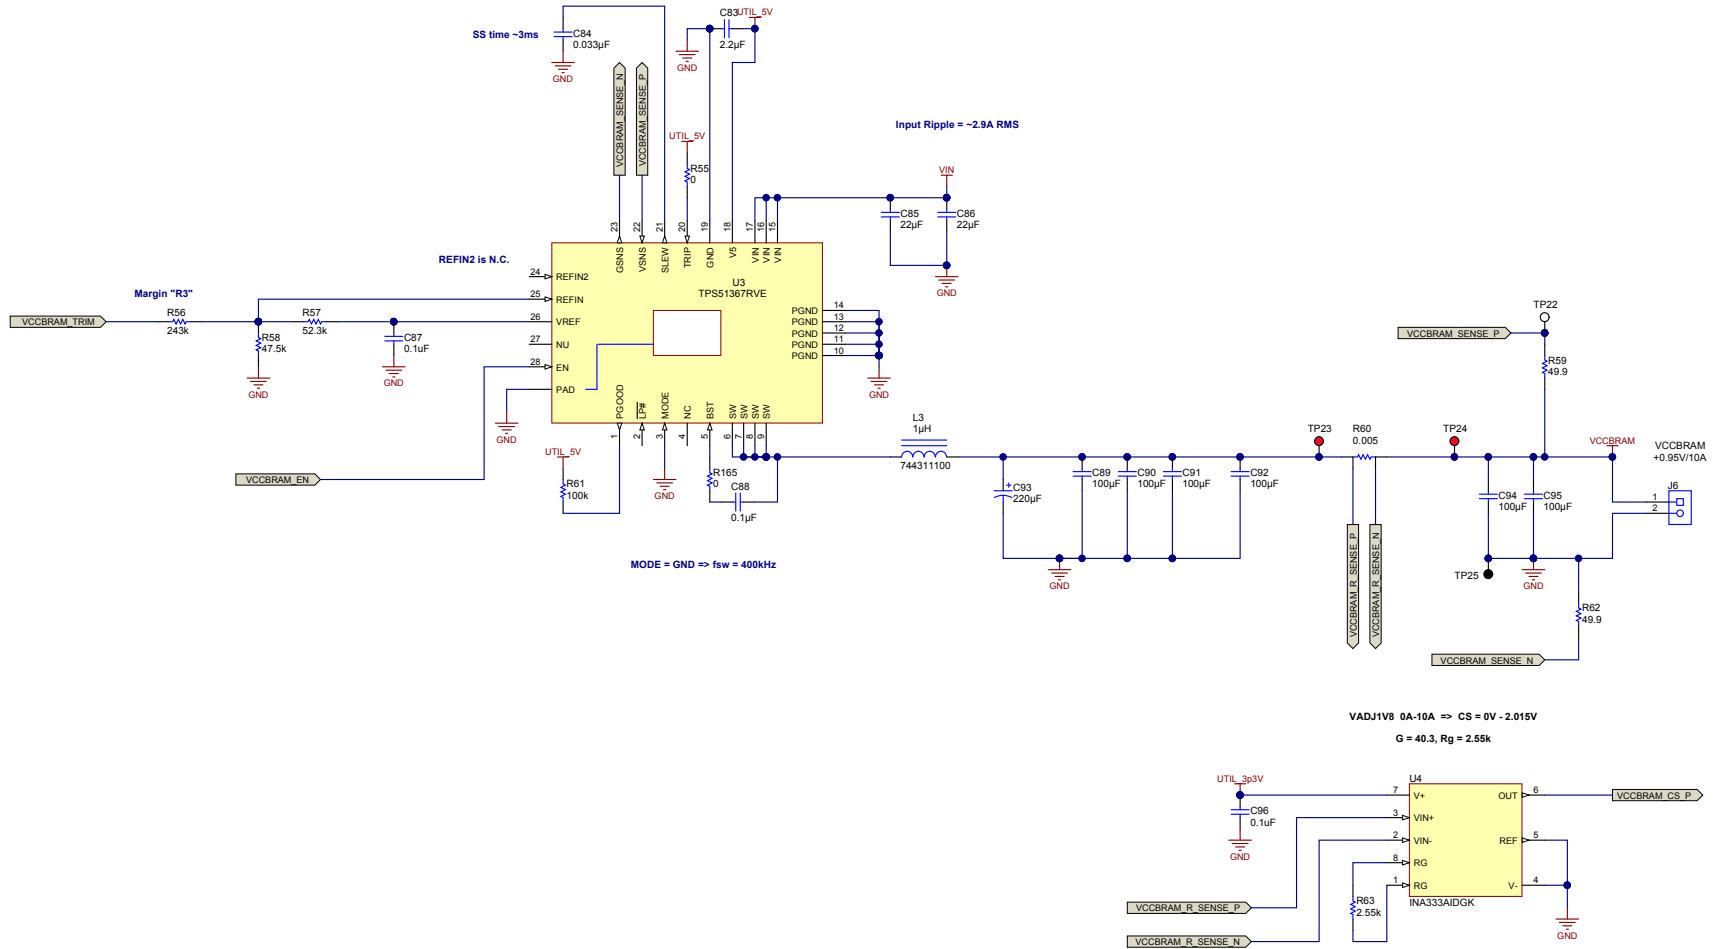 SS time ~3ms
C84
0.033µF
GND
C83
UTIL_5V
2.2µF
GND
VCCBRAM_SENSE_N
VCCBRAM_SENSE_P
UTIL_5V
R55
0
Input Ripple = ~2.9A RMS
VIN
C85
22µF
C86
22µF
GND
23
22
21
20
19
18
17
16
15
GSNS
VSNS
SLEW
TRIP
GND
V5
VIN
VIN
VIN
REFIN2 is N.C.
U3
TPS51367RVE
24
REFIN2
25
REFIN
26
VREF
27
NU
28
EN
PAD
PGND
14
PGND
13
PGND
12
PGND
11
PGND
10
GND
Margin "R3"
VCCBRAM_TRIM
R56
243k
R57
52.3k
R58
47.5k
GND
C87
0.1uF
GND
GND
VCCBRAM_EN
PGOOD
LP#
MODE
NC
BST
SW
SW
SW
SW
1
2
3
4
5
6
7
8
9
UTIL_5V
R61
100k
GND
R165
0
C88
0.1µF
MODE = GND => fsw = 400kHz
L3
1µH
744311100
C93
220µF
+
C89
100µF
C90
100µF
C91
100µF
C92
100µF
GND
TP23
R60
0.005
TP24
VCCBRAM_R_SENSE_P
VCCBRAM_R_SENSE_N
TP22
VCCBRAM_SENSE_P
R59
49.9
VCCBRAM
VCCBRAM
+0.95V/10A
J6
1
2
C94
100µF
C95
100µF
TP25
GND
R62
49.9
VCCBRAM_SENSE_N
VADJ1V8 0A-10A => CS = 0V - 2.015V
G = 40.3, Rg = 2.55k
UTIL_3p3V
C96
0.1uF
GND
U4
7
V+
3
VIN+
2
VIN-
8
RG
1
RG
OUT
6
REF
5
V-
4
INA333AIDGK
VCCBRAM_CS_P
R63
2.55k
GND
VCCBRAM_R_SENSE_P
VCCBRAM_R_SENSE_N